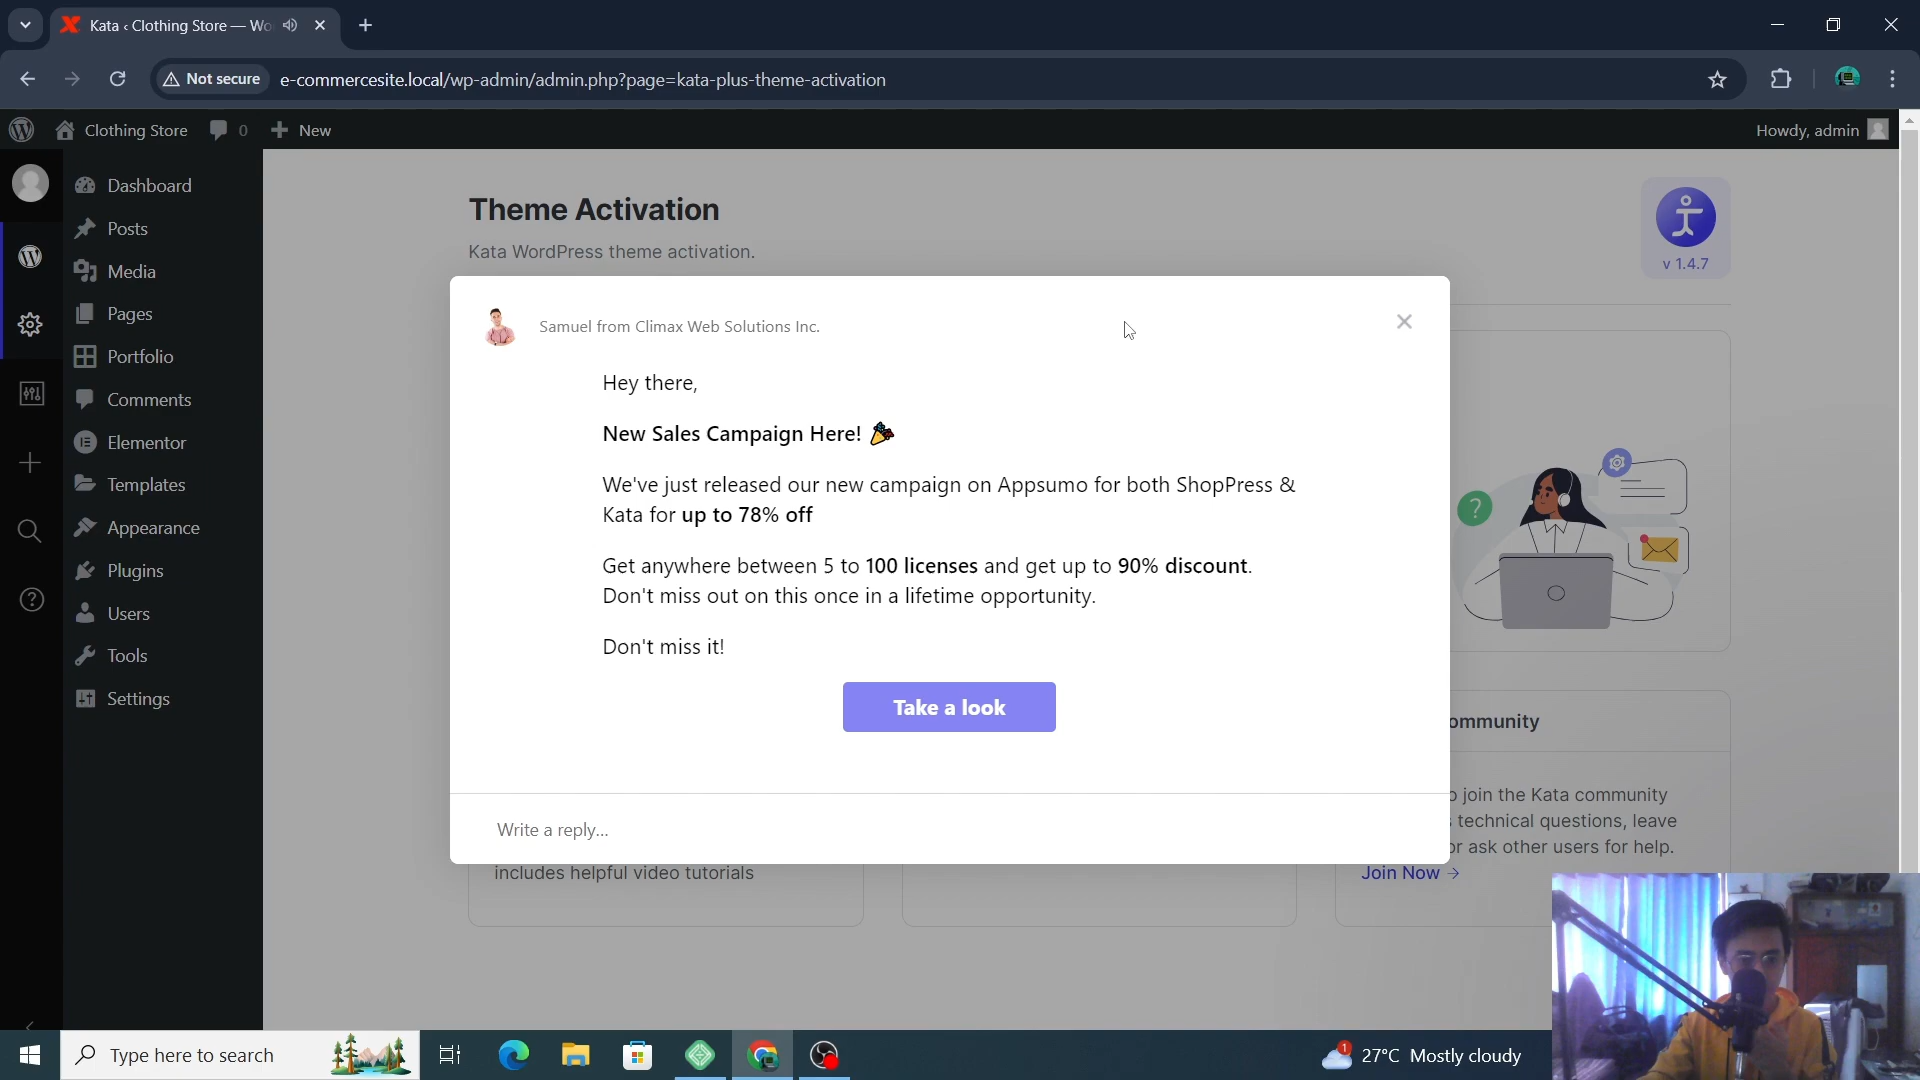 Kata ‹ Clothing Store — Wo
Not secure
e-commercesite.local/wp-admin/admin.php?page=kata-plus-theme-activation
Clothing Store
0
New
Howdy, admin
Dashboard
Posts
Media
Pages
Portfolio
Comments
Elementor
Templates
Appearance
Plugins
Users
Tools
Settings
Theme Activation
Kata WordPress theme activation.
v 1.4.7
Samuel from Climax Web Solutions Inc.
Hey there,
New Sales Campaign Here! 🎉
We've just released our new campaign on Appsumo for both ShopPress &
Kata for up to 78% off
Get anywhere between 5 to 100 licenses and get up to 90% discount.
Don't miss out on this once in a lifetime opportunity.
Don't miss it!
Take a look
Write a reply...
includes helpful video tutorials
?
ommunity
o join the Kata community
technical questions, leave
or ask other users for help.
Join Now →
Type here to search
1
27°C Mostly cloudy